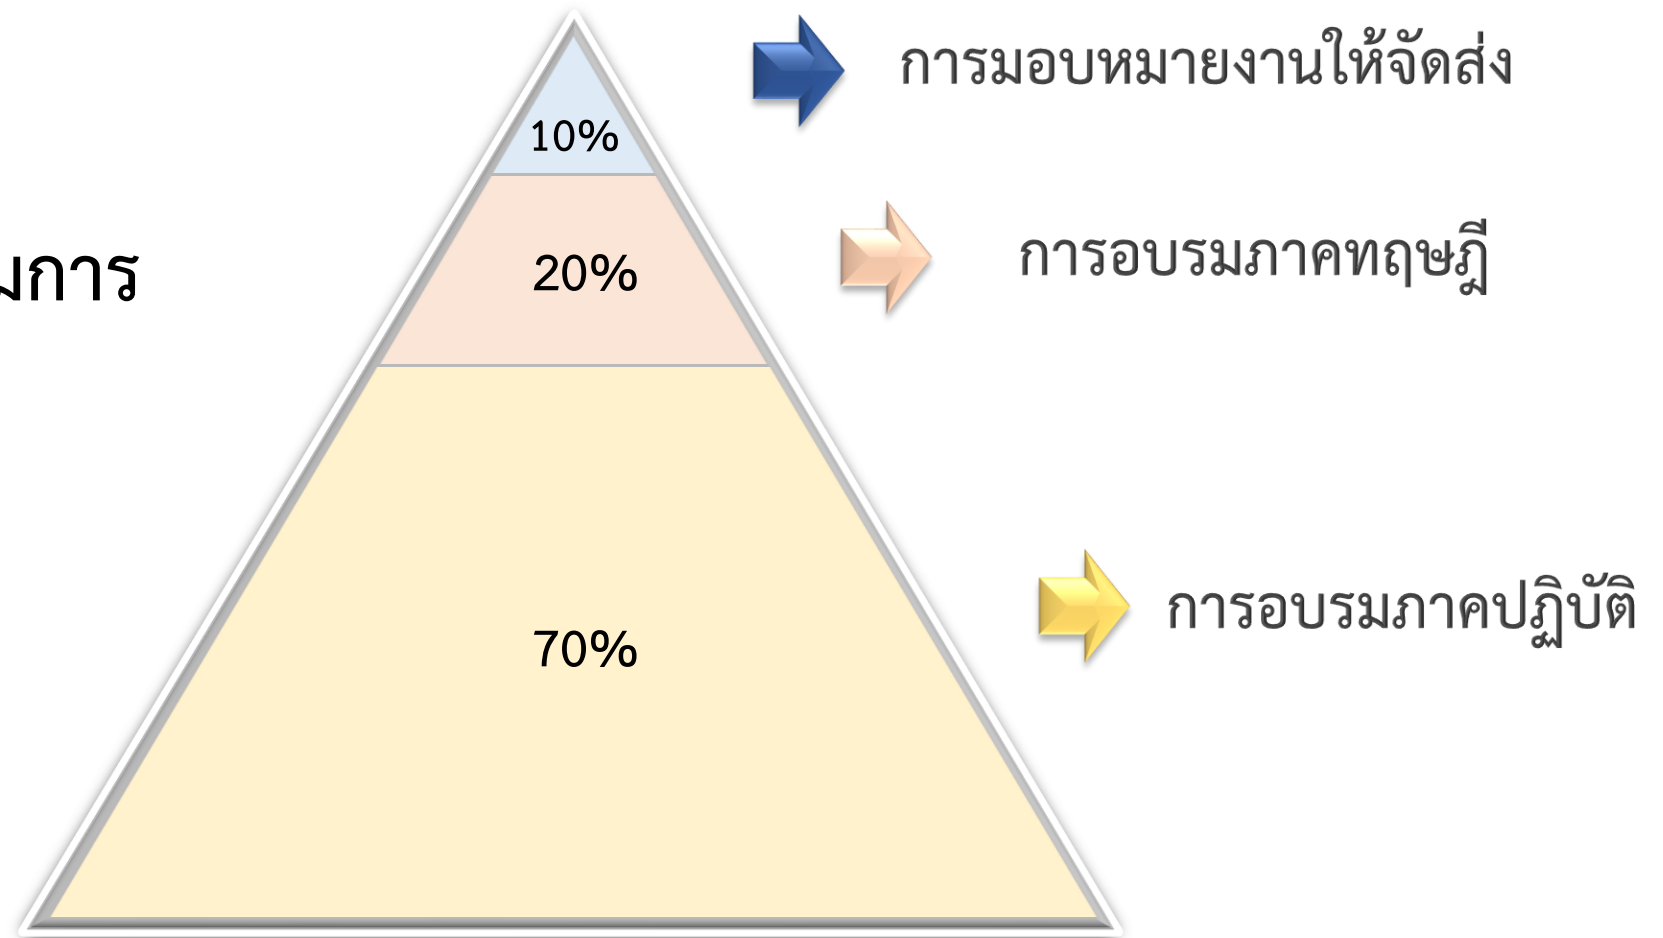 การมอบหมายงานให้จัดส่ง
10%
20%
การอบรมภาคทฤษฎี
การ
70%
การอบรมภาคปฏิบัติ